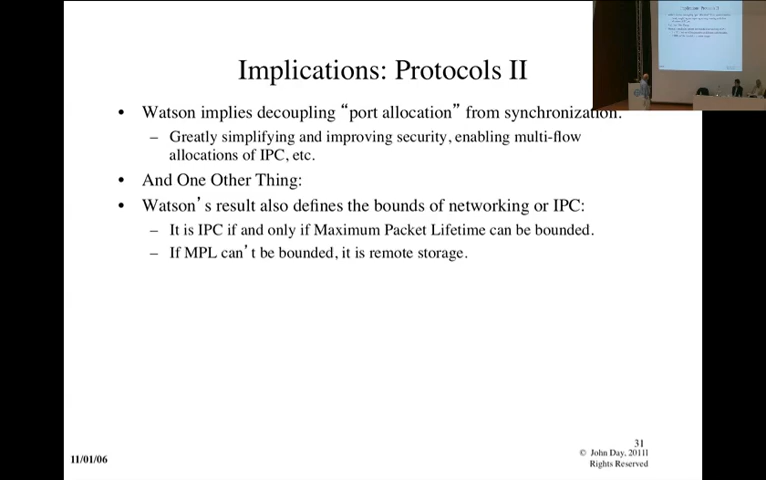 Implications: Protocols II
• Watson implies decoupling “port allocation” from synchronization.
– Greatly simplifying and improving security, enabling multi-flow
allocations of IPC, etc.
• And One Other Thing:
• Watson’s result also defines the bounds of networking or IPC:
– It is IPC if and only if Maximum Packet Lifetime can be bounded.
– If MPL can’t be bounded, it is remote storage.
11/01/06
31
© John Day, 20111
Rights Reserved